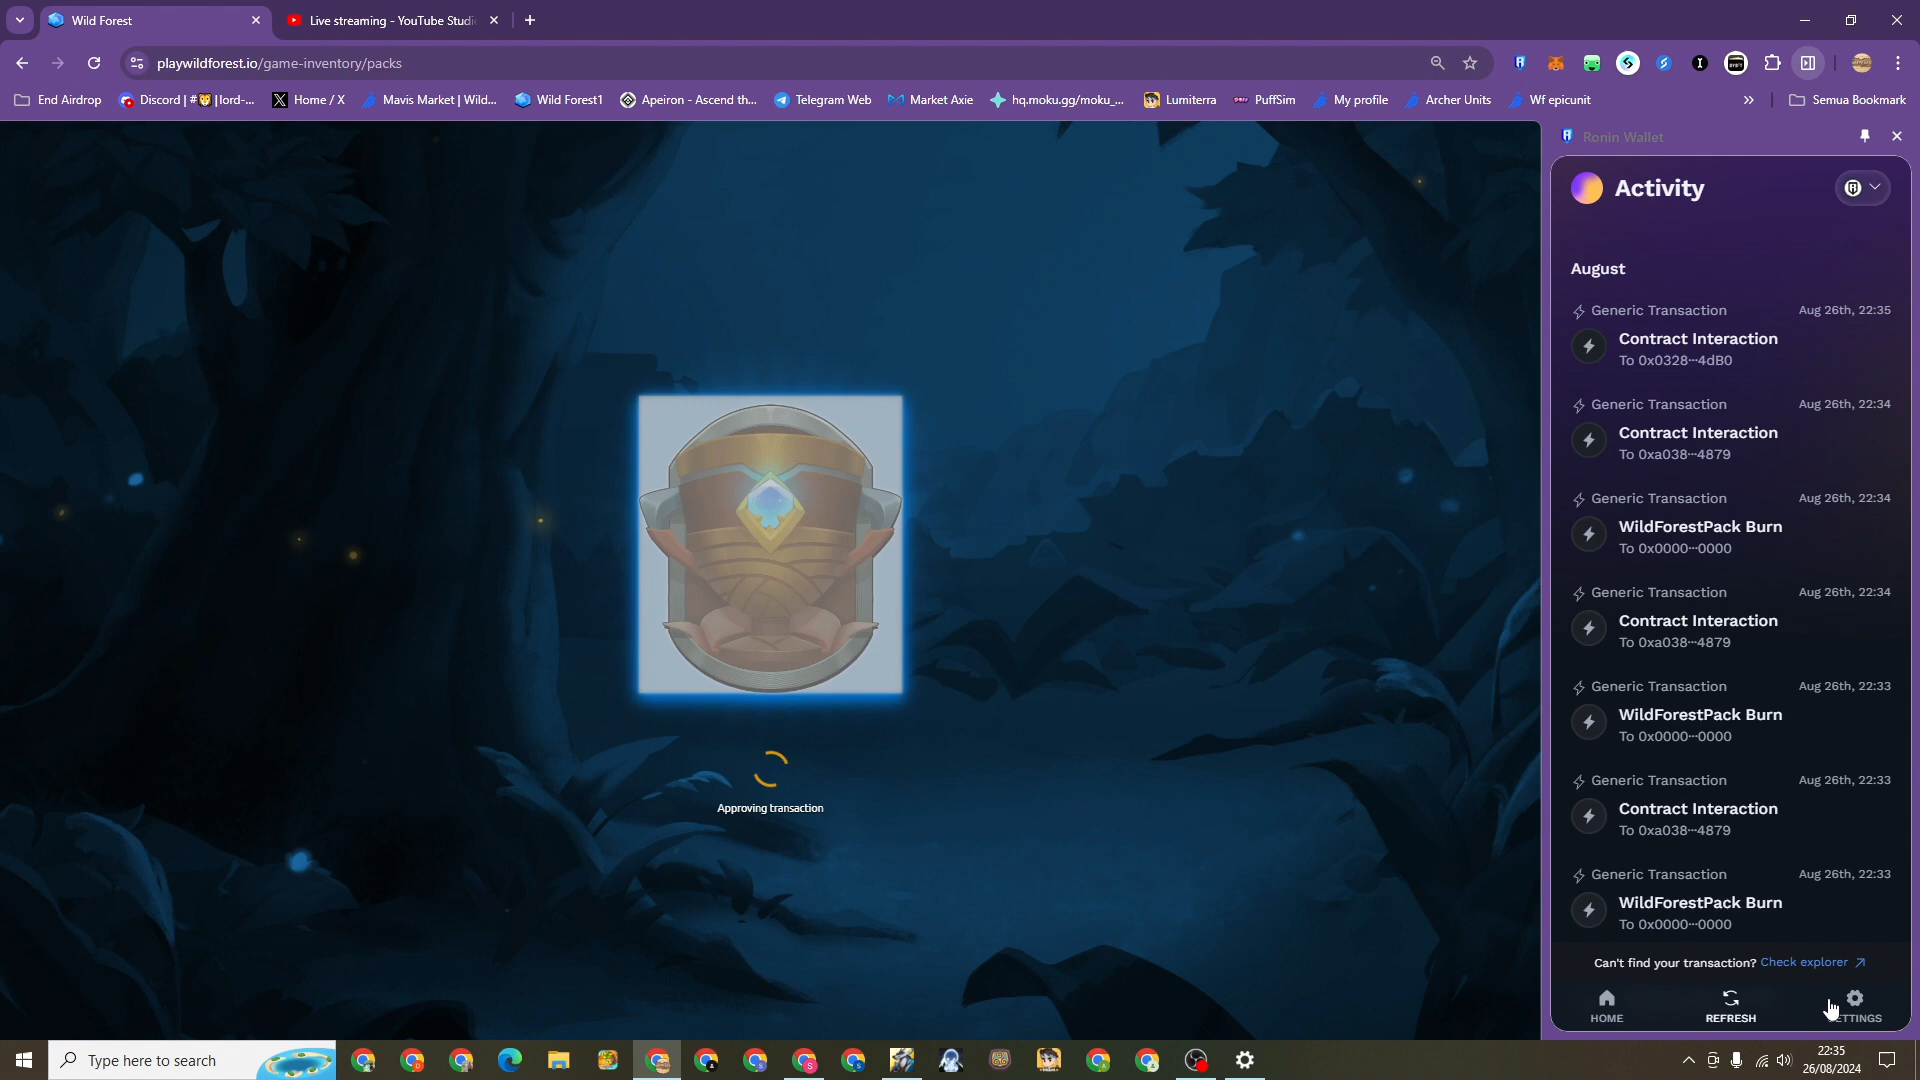 Wild Forest
Live streaming - YouTube Studi
playwildforest.io/game-inventory/packs
End Airdrop
Discord | #🦁|lord-...
Home / X
Mavis Market | Wild...
Wild Forest1
Apeiron - Ascend th...
Telegram Web
Market Axie
hq.moku.gg/moku_...
Lumiterra
PuffSim
My profile
Archer Units
Wf epicunit
Semua Bookmark
Ronin Wallet
Activity
August
Generic Transaction Aug 26th, 22:35
Contract Interaction
To 0x0328···4dB0
Generic Transaction Aug 26th, 22:34
Contract Interaction
To 0xa038···4879
Generic Transaction Aug 26th, 22:34
WildForestPack Burn
To 0x0000···0000
Generic Transaction Aug 26th, 22:34
Contract Interaction
To 0xa038···4879
Generic Transaction Aug 26th, 22:33
WildForestPack Burn
To 0x0000···0000
Generic Transaction Aug 26th, 22:33
Contract Interaction
To 0xa038···4879
Generic Transaction Aug 26th, 22:33
WildForestPack Burn
To 0x0000···0000
Approving transaction
Can't find your transaction? Check explorer
HOME
REFRESH
ETTINGS
Type here to search
22:35
26/08/2024